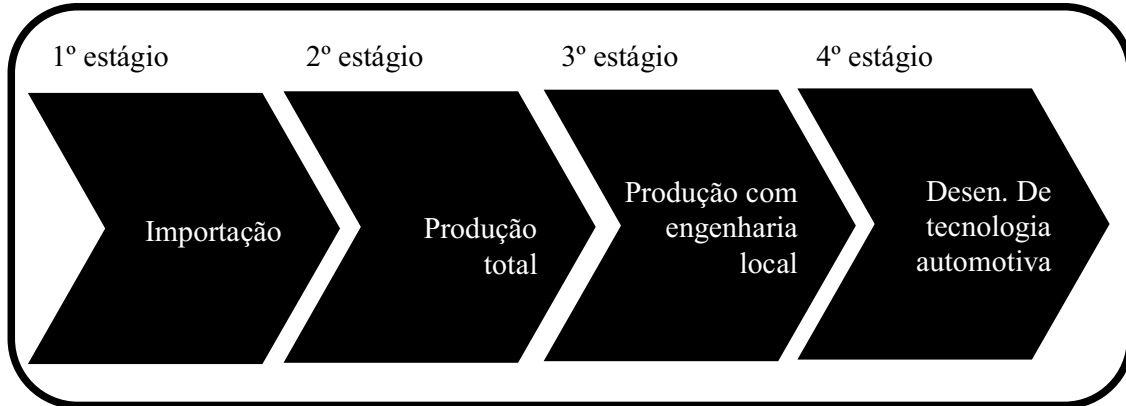 1º estágio
2º estágio
3º estágio
4º estágio
Importação
Produção
total
Produção com
engenharia
local
Desen. De
tecnologia
automotiva